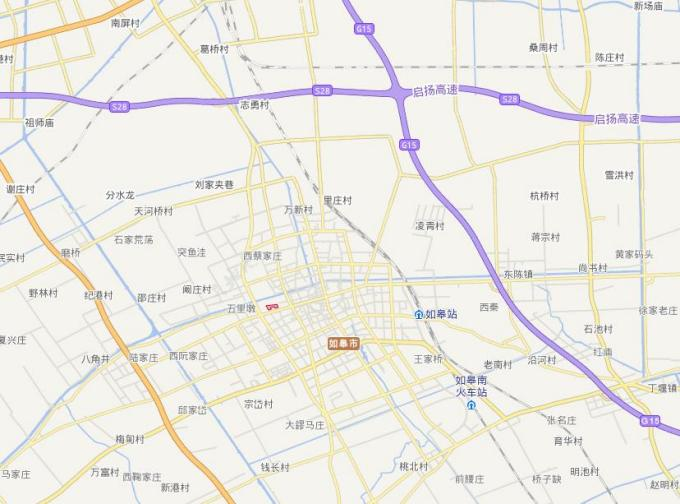 新场庙
南屏村
G15
葛桥村
桑周村
陈庄村
S28
启扬高速
S28
S28
志勇村
启扬高速
祖师庙
G15
雪洪村
谢庄村
刘家夹巷
分水龙
里庄村
杭桥村
天河桥村
万新村
凌青村
蒋宗村
石家荒荡
磨桥
突鱼洼
西蔡家庄
黄家码头
民实村
东陈镇
尚书村
野林村
纪港村
邵庄村
阚庄村
五里墩
西秦
如皋站
徐家老庄
石池村
复兴庄
如皋市
八角井
陆家庄
西阮家庄
王家桥
老南村
沿河村
红庙
如皋南
火车站
丁堰镇
邱家岱
宗岱村
张名庄
G15
大鏐马庄
梅甸村
育华村
马家庄
万富村
西鞠家庄
钱长村
桃北村
前腰庄
桥子缺
明池村
新港村
赵明村